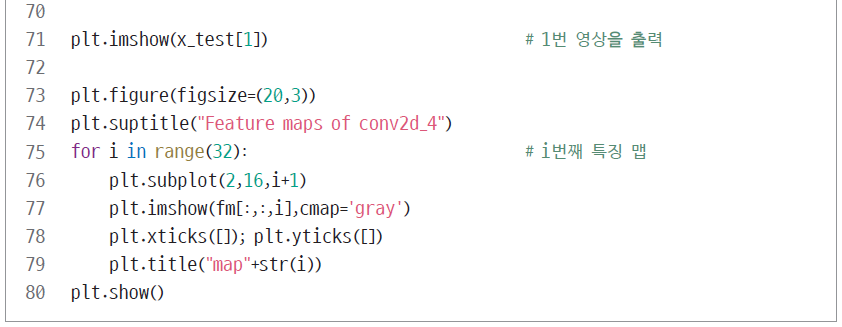 70
71 plt.imshow(x_test[1]) # 1번 영상을 출력
72
73 plt.figure(figsize=(20,3))
74 plt.suptitle("Feature maps of conv2d_4")
75 for i in range(32): # i번째 특징 맵
76 plt.subplot(2,16,i+1)
77 plt.imshow(fm[:,:,i],cmap='gray')
78 plt.xticks([]); plt.yticks([])
79 plt.title("map"+str(i))
80 plt.show()